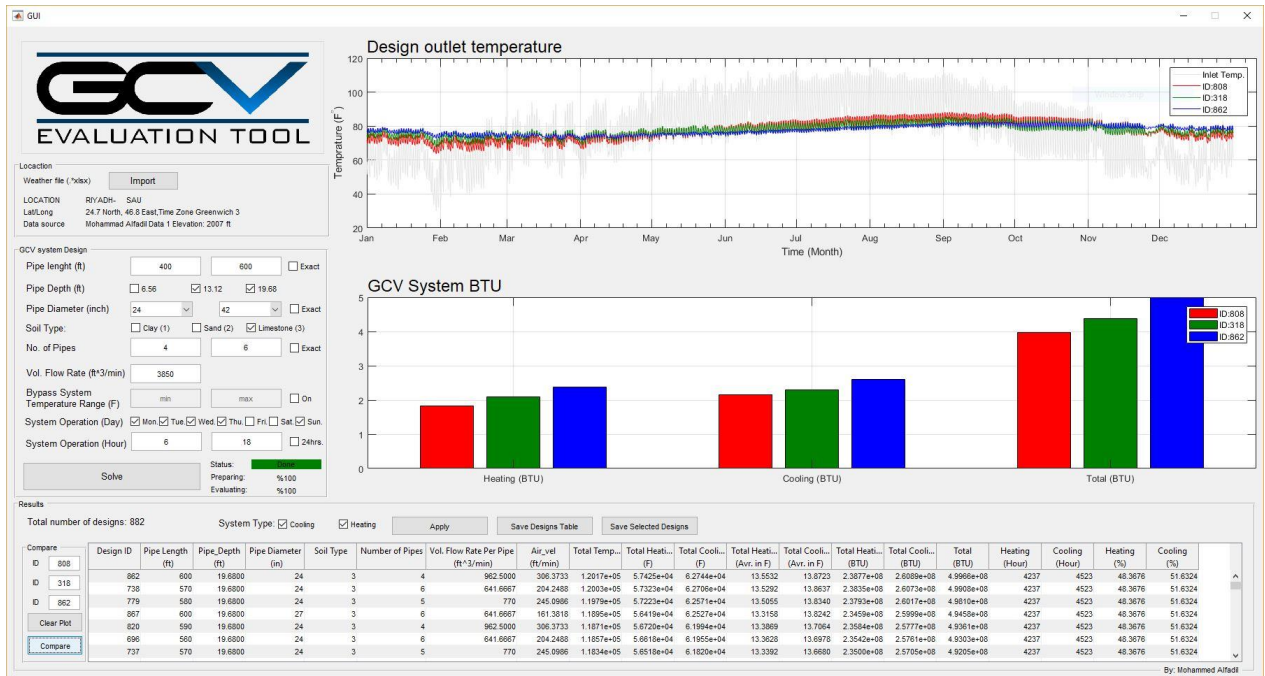 GUI
GCV
EVALUATION TOOL
Locaction
Weather file (.*xlsx) Import
LOCATION RIYADH- SAU
Lat/Long 24.7 North, 46.8 East,Time Zone Greenwich 3
Data source Mohammad Alfadil Data 1 Elevation: 2007 ft
GCV system Design
Pipe lenght (ft) 400 600 Exact
Pipe Depth (ft) 6.56 13.12 19.68
Pipe Diameter (inch) 24 42 Exact
Soil Type: Clay (1) Sand (2) Limestone (3)
No. of Pipes 4 6 Exact
Vol. Flow Rate (ft^3/min) 3850
Bypass System
Temperature Range (F) min max On
System Operation (Day) Mon. Tue. Wed. Thu. Fri. Sat. Sun.
System Operation (Hour) 6 18 24hrs.
Solve
Status: Done
Preparing: %100
Evaluating: %100
Design outlet temperature
Temprature (F°)
120
100
80
60
40
20
Jan Feb Mar Apr May Jun Jul Aug Sep Oct Nov Dec
Time (Month)
Inlet Temp.
ID:808
ID:318
ID:862
GCV System BTU
5
4
3
2
1
0
Heating (BTU) Cooling (BTU) Total (BTU)
ID:808
ID:318
ID:862
Results
Total number of designs: 882 System Type: Cooling Heating Apply Save Designs Table Save Selected Designs
Compare
ID 808
ID 318
ID 862
Clear Plot
Compare
Design ID Pipe Length Pipe_Depth Pipe Diameter Soil Type Number of Pipes Vol. Flow Rate Per Pipe Air_vel Total Temp... Total Heati... Total Cooli... Total Heati... Total Cooli... Total Heati... Total Cooli... Total Heating Cooling Heating Cooling
(ft) (ft) (in) (ft^3/min) (ft/min) (F) (F) (Avr. in F) (Avr. in F) (BTU) (BTU) (BTU) (Hour) (Hour) (%) (%)
862 600 19.6800 24 3 4 962.5000 306.3733 1.2017e+05 5.7425e+04 6.2744e+04 13.5532 13.8723 2.3877e+08 2.6089e+08 4.9966e+08 4237 4523 48.3676 51.6324
738 570 19.6800 24 3 6 641.6667 204.2488 1.2003e+05 5.7323e+04 6.2706e+04 13.5292 13.8637 2.3835e+08 2.6073e+08 4.9908e+08 4237 4523 48.3676 51.6324
779 580 19.6800 24 3 5 770 245.0986 1.1979e+05 5.7223e+04 6.2571e+04 13.5055 13.8340 2.3793e+08 2.6017e+08 4.9810e+08 4237 4523 48.3676 51.6324
867 600 19.6800 27 3 6 641.6667 161.3818 1.1895e+05 5.6419e+04 6.2527e+04 13.3158 13.8242 2.3459e+08 2.5999e+08 4.9458e+08 4237 4523 48.3676 51.6324
820 590 19.6800 24 3 4 962.5000 306.3733 1.1871e+05 5.6720e+04 6.1994e+04 13.3869 13.7064 2.3584e+08 2.5777e+08 4.9361e+08 4237 4523 48.3676 51.6324
696 560 19.6800 24 3 6 641.6667 204.2488 1.1857e+05 5.6618e+04 6.1955e+04 13.3628 13.6978 2.3542e+08 2.5761e+08 4.9303e+08 4237 4523 48.3676 51.6324
737 570 19.6800 24 3 5 770 245.0986 1.1834e+05 5.6518e+04 6.1820e+04 13.3392 13.6680 2.3500e+08 2.5705e+08 4.9205e+08 4237 4523 48.3676 51.6324
By: Mohammed Alfadil